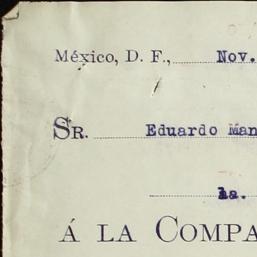 México, D. F., Nov.
SR. Eduardo Man
la.
Á LA COMPA